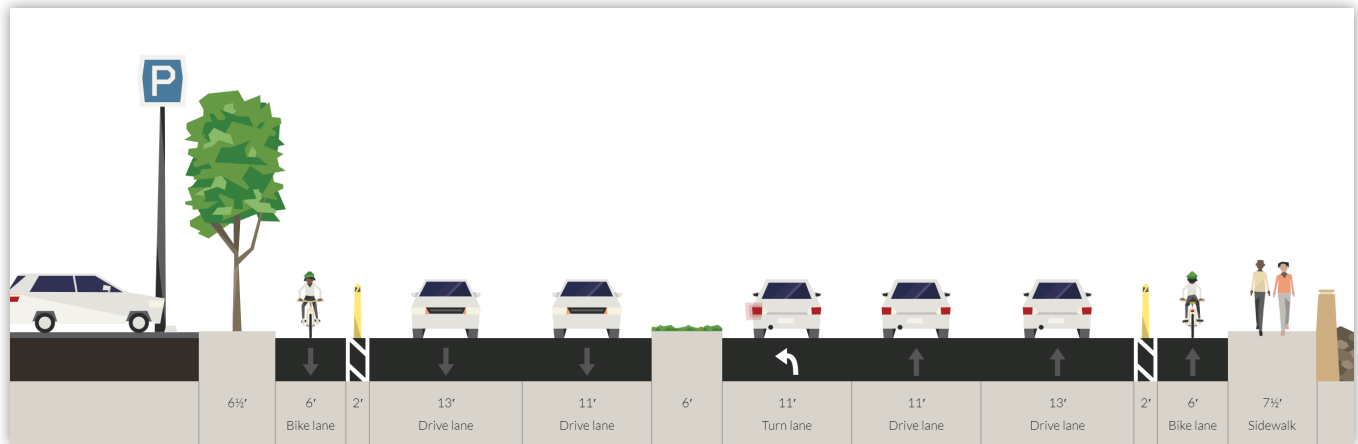 P
6½′
6′
Bike lane
2′
13′
Drive lane
11′
Drive lane
6′
11′
Turn lane
11′
Drive lane
13′
Drive lane
2′
6′
Bike lane
7½′
Sidewalk